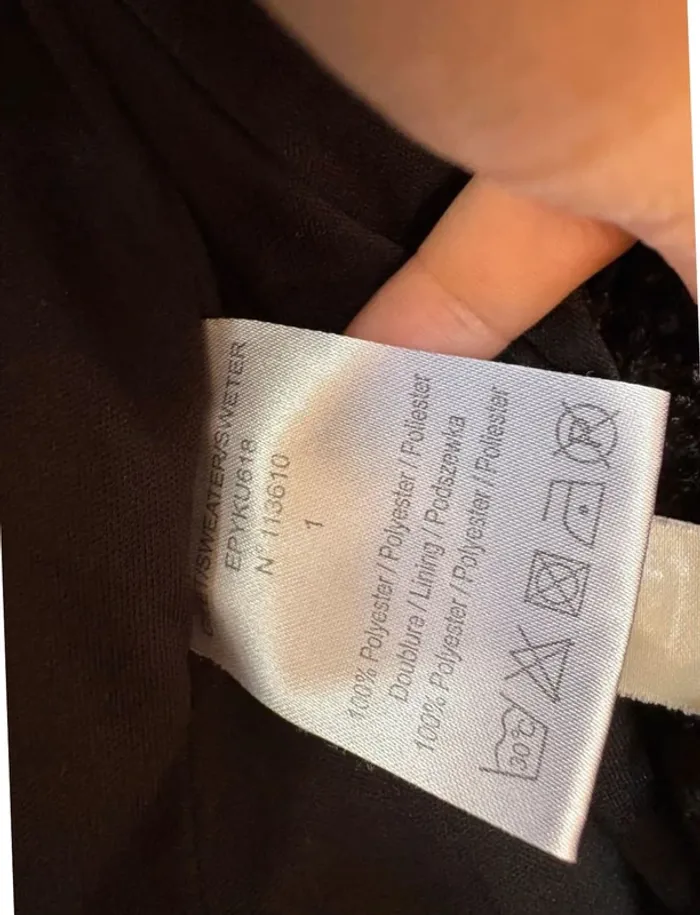 /SWEATER/SWETER
EPYKU618
N° 113610
1
100% Polyester / Polyester / Poliester
Doublure / Lining / Podszewka
100% Polyester / Polyester / Poliester
30°C
P